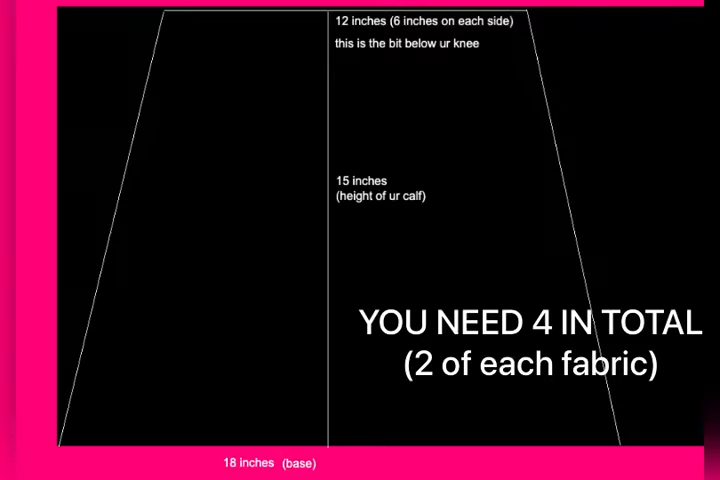 12 inches (6 inches on each side)
this is the bit below ur knee
15 inches
(height of ur calf)
YOU NEED 4 IN TOTAL
(2 of each fabric)
18 inches (base)